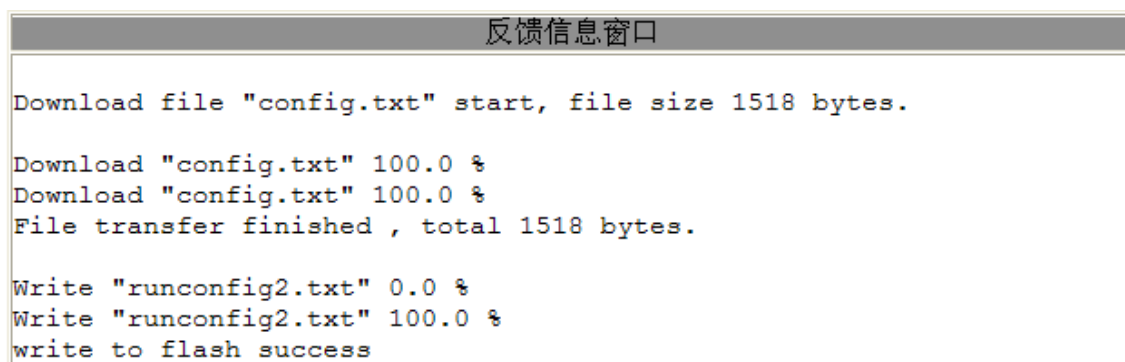 反馈信息窗口
Download file "config.txt" start, file size 1518 bytes.
Download "config.txt" 100.0 %
Download "config.txt" 100.0 %
File transfer finished , total 1518 bytes.
Write "runconfig2.txt" 0.0 %
Write "runconfig2.txt" 100.0 %
write to flash success